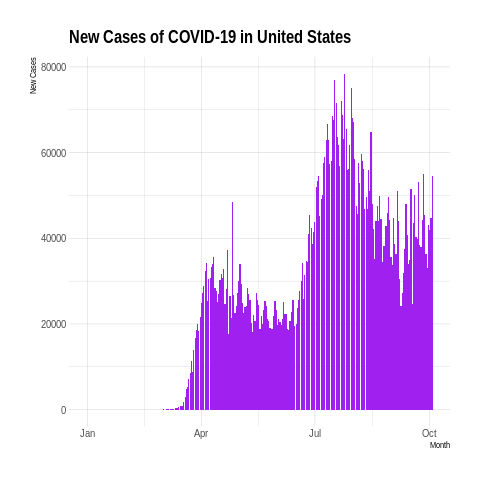 New Cases of COVID-19 in United States
New Cases
80000
60000
40000
20000
0
Jan Apr Jul Oct
Month